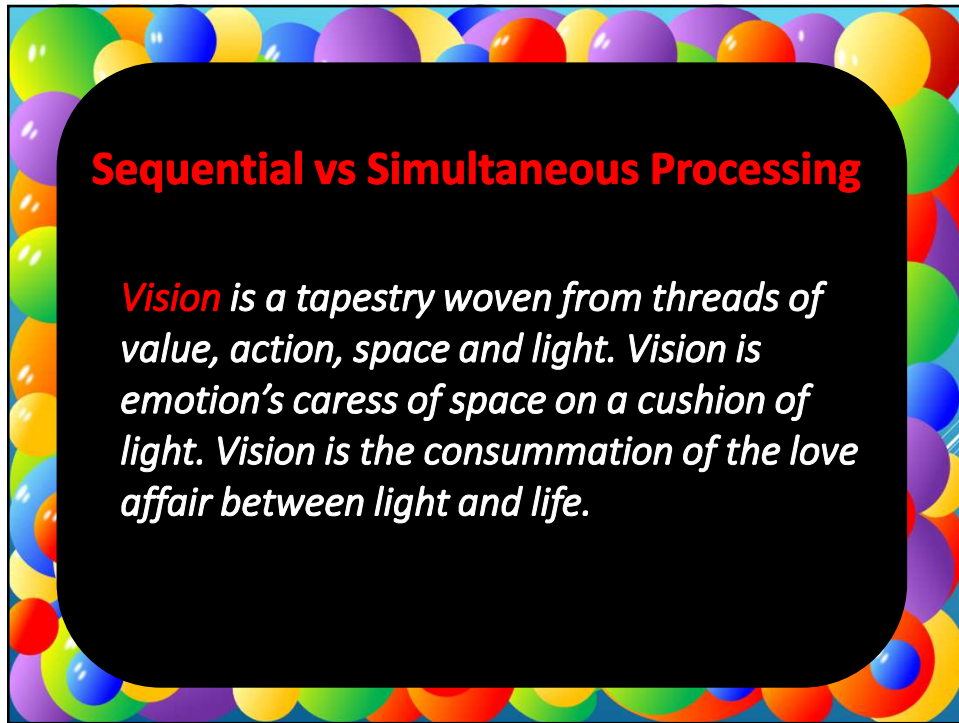 Sequential vs Simultaneous Processing
Vision is a tapestry woven from threads of
value, action, space and light. Vision is
emotion’s caress of space on a cushion of
light. Vision is the consummation of the love
affair between light and life.